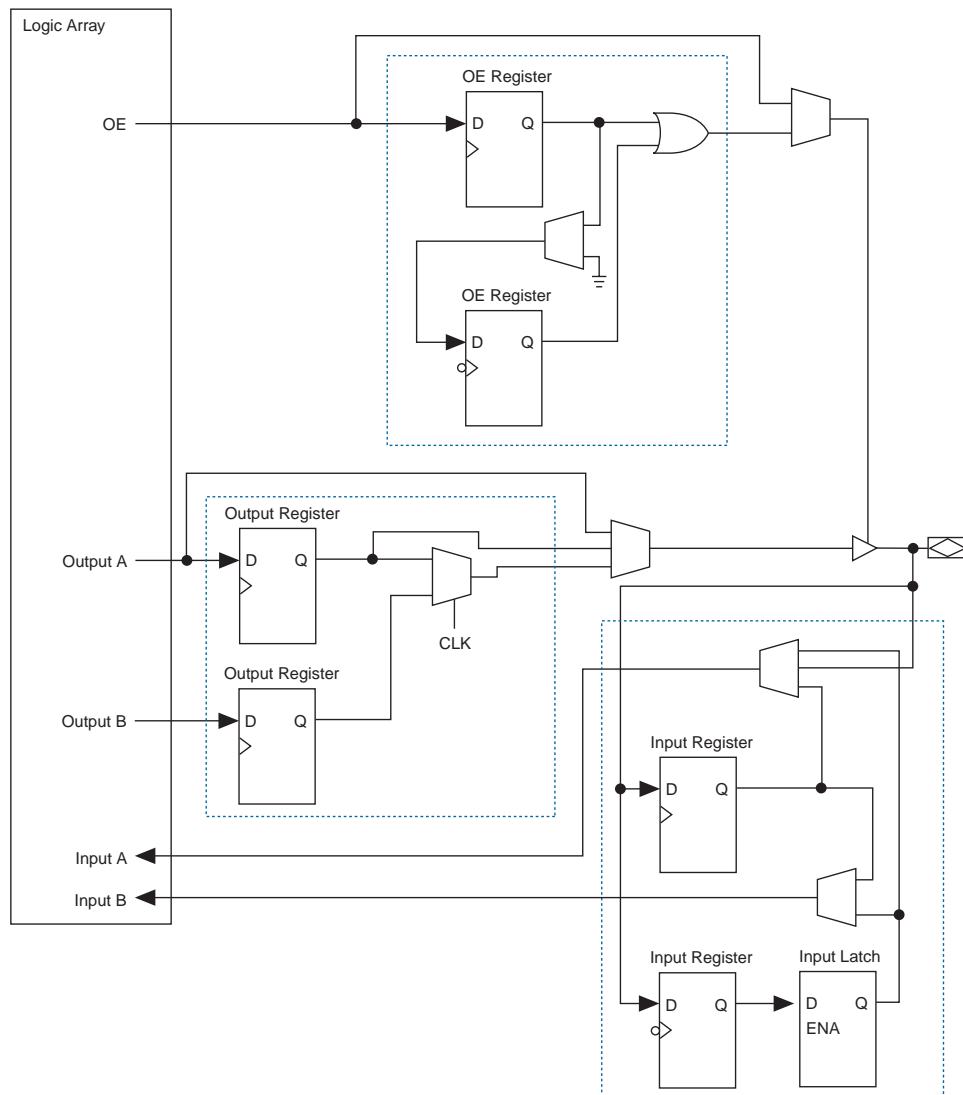 Logic Array
OE Register
OE
D Q
OE Register
D Q
Output Register
Output A
D Q
CLK
Output Register
Output B
D Q
Input Register
D Q
Input A
Input B
Input Register
Input Latch
D Q
D Q
ENA